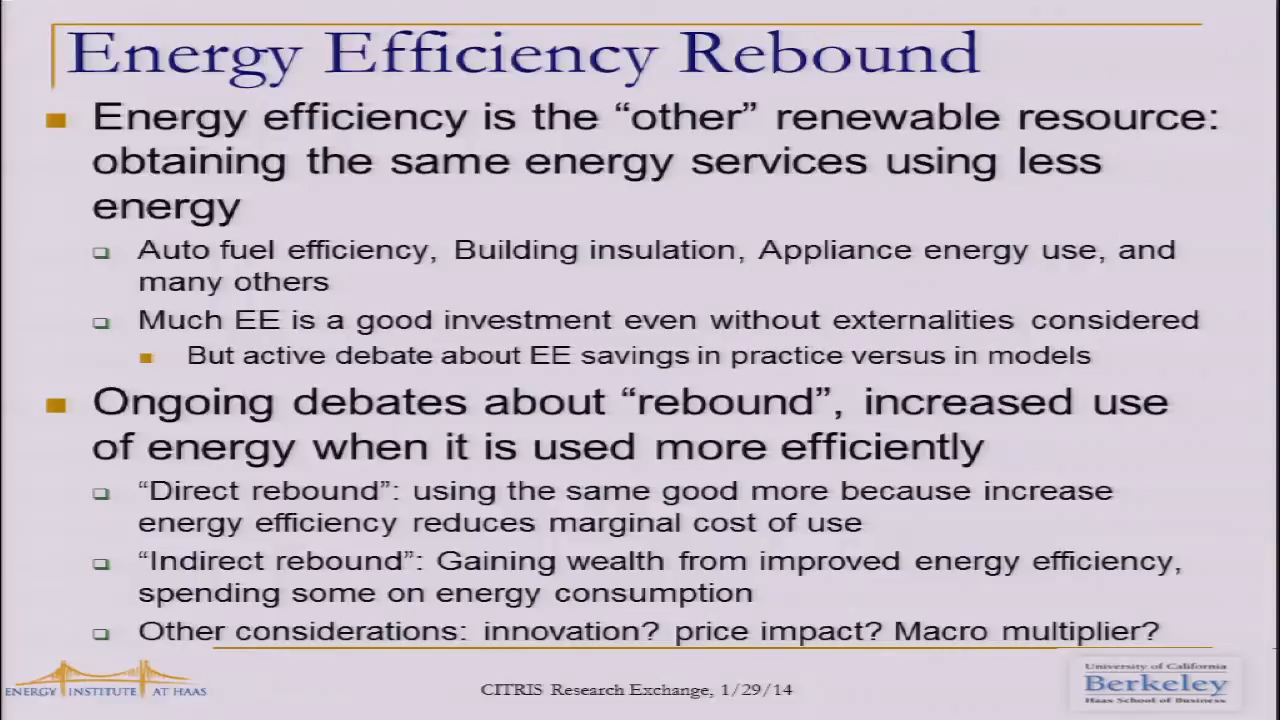 Energy Efficiency Rebound
Energy efficiency is the “other” renewable resource:
obtaining the same energy services using less
energy
Auto fuel efficiency, Building insulation, Appliance energy use, and
many others
Much EE is a good investment even without externalities considered
But active debate about EE savings in practice versus in models
Ongoing debates about “rebound”, increased use
of energy when it is used more efficiently
“Direct rebound”: using the same good more because increase
energy efficiency reduces marginal cost of use
“Indirect rebound”: Gaining wealth from improved energy efficiency,
spending some on energy consumption
Other considerations: innovation? price impact? Macro multiplier?
ENERGY INSTITUTE AT HAAS
CITRIS Research Exchange, 1/29/14
University of California
Berkeley
Haas School of Business